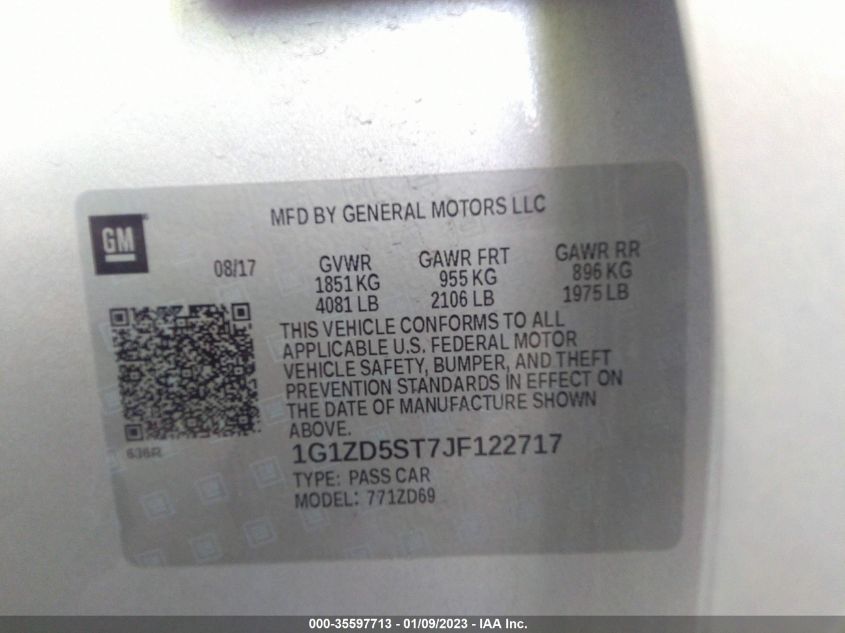 MFD BY GENERAL MOTORS LLC
GM
08/17
GVWR
1851 KG
4081 LB
GAWR FRT
955 KG
2106 LB
GAWR RR
896 KG
1975 LB
THIS VEHICLE CONFORMS TO ALL
APPLICABLE U.S. FEDERAL MOTOR
VEHICLE SAFETY, BUMPER, AND THEFT
PREVENTION STANDARDS IN EFFECT ON
THE DATE OF MANUFACTURE SHOWN
ABOVE.
1G1ZD5ST7JF122717
TYPE: PASS CAR
MODEL: 771ZD69
000-35597713 - 01/09/2023 - IAA Inc.